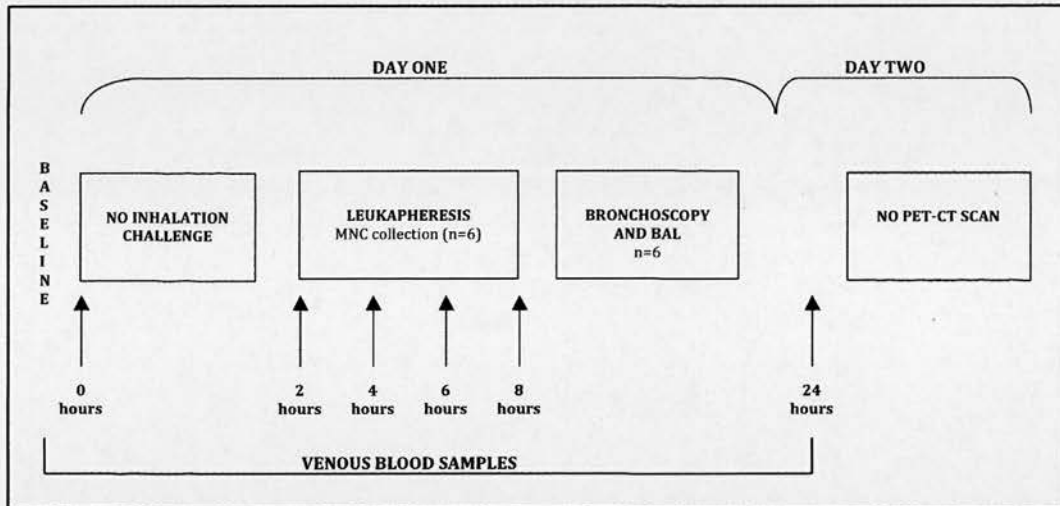 DAY ONE
DAY TWO
BASELINE
NO INHALATION
CHALLENGE
LEUKAPHERESIS
MNC collection (n=6)
BRONCHOSCOPY
AND BAL
n=6
NO PET-CT SCAN
0
hours
2
hours
4
hours
6
hours
8
hours
24
hours
VENOUS BLOOD SAMPLES